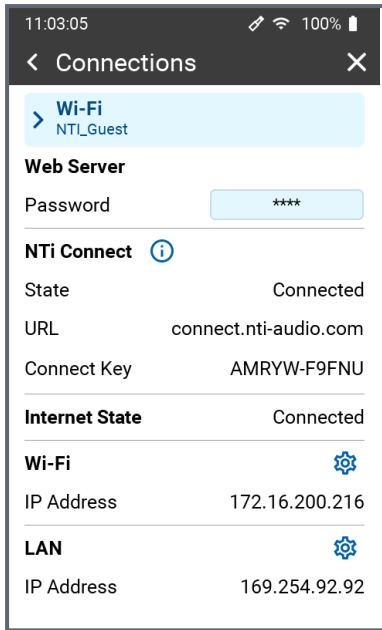 11:03:05 100%
Connections
Wi-Fi
NTI_Guest
Web Server
Password ****
NTi Connect
State Connected
URL connect.nti-audio.com
Connect Key AMRYW-F9FNU
Internet State Connected
Wi-Fi
IP Address 172.16.200.216
LAN
IP Address 169.254.92.92